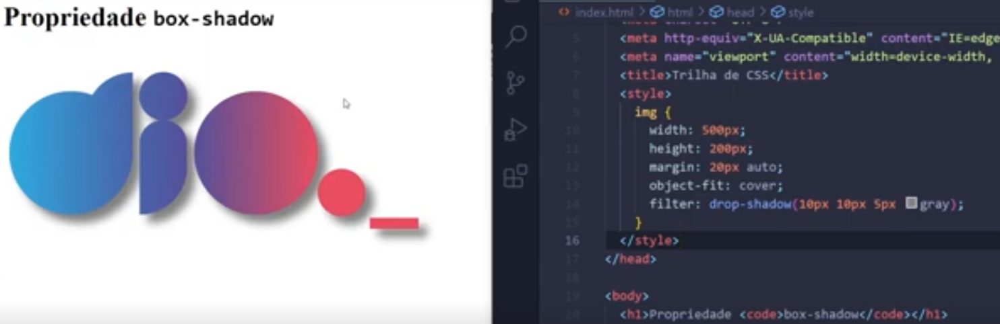 Propriedade box-shadow
dio._
index.html > html > head > style
5 <meta http-equiv="X-UA-Compatible" content="IE=edge
6 <meta name="viewport" content="width=device-width,
7 <title>Trilha de CSS</title>
8 <style>
9 img {
10 width: 500px;
11 height: 200px;
12 margin: 20px auto;
13 object-fit: cover;
14 filter: drop-shadow(10px 10px 5px gray);
15 }
16 </style>
17 </head>
18
19 <body>
20 <h1>Propriedade <code>box-shadow</code></h1>